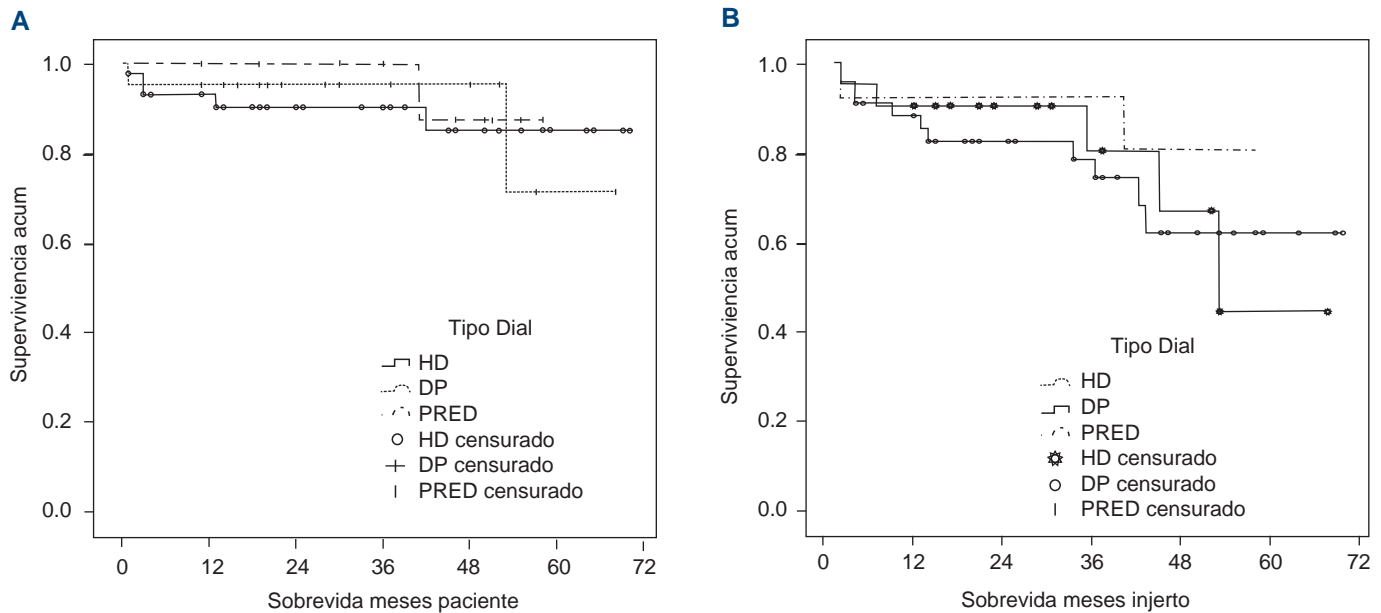 A
Superviviencia acum
1.0
0.8
0.6
0.4
0.2
0.0
Tipo Dial
HD
DP
PRED
HD censurado
DP censurado
PRED censurado
0 12 24 36 48 60 72
Sobrevida meses paciente
B
Superviviencia acum
1.0
0.8
0.6
0.4
0.2
0.0
Tipo Dial
HD
DP
PRED
HD censurado
DP censurado
PRED censurado
0 12 24 36 48 60 72
Sobrevida meses injerto